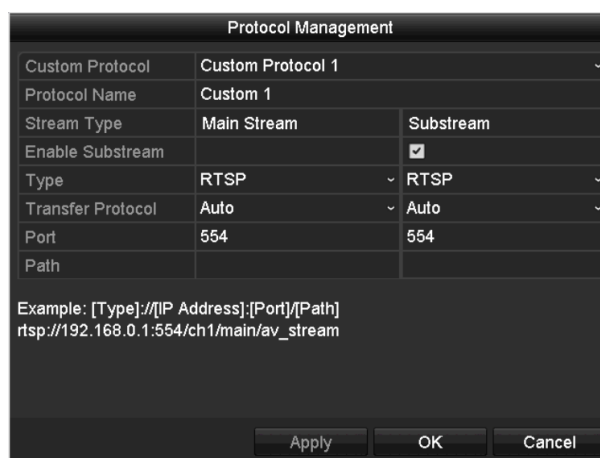 Protocol Management
Custom Protocol Custom Protocol 1
Protocol Name Custom 1
Stream Type Main Stream Substream
Enable Substream
Type RTSP RTSP
Transfer Protocol Auto Auto
Port 554 554
Path
Example: [Type]://[IP Address]:[Port]/[Path]
rtsp://192.168.0.1:554/ch1/main/av_stream
Apply OK Cancel